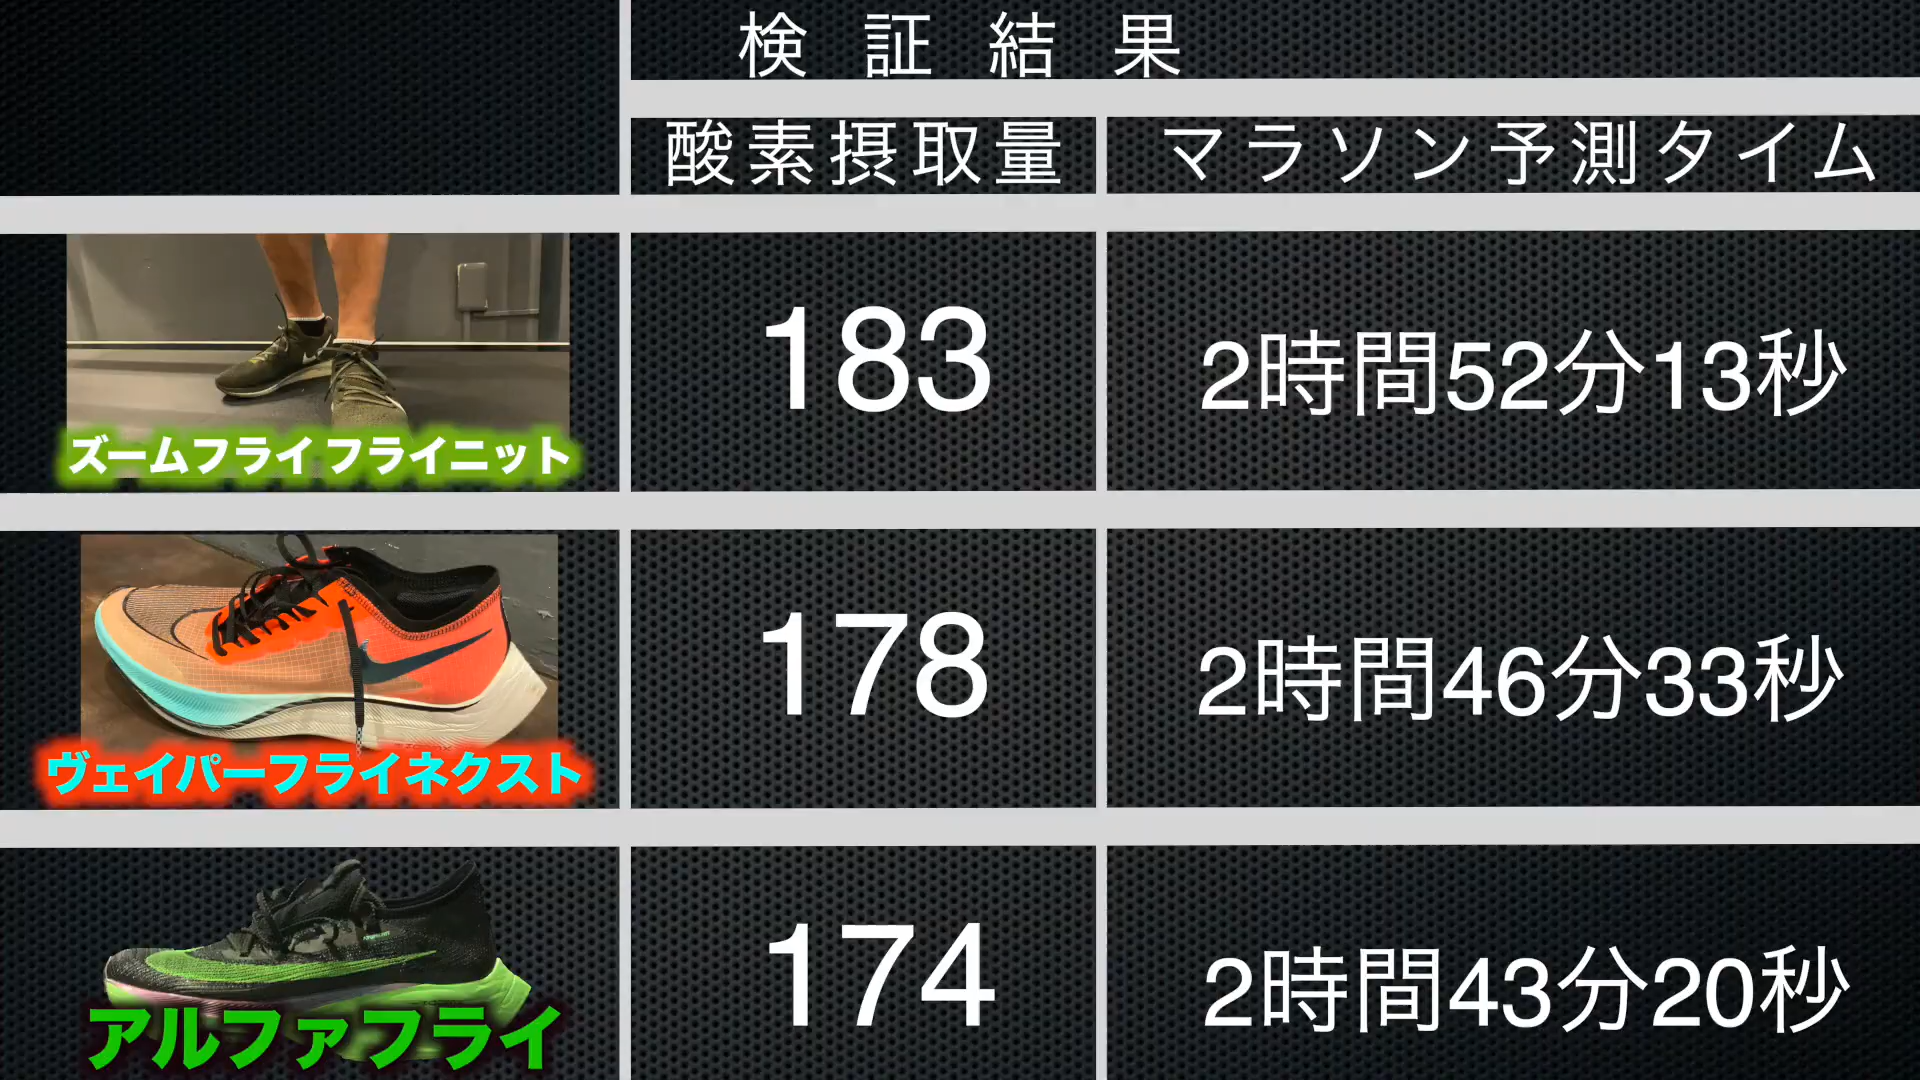 検証結果
酸素摂取量 マラソン予測タイム
ズームフライ フライニット 183 2時間52分13秒
ヴェイパーフライネクスト 178 2時間46分33秒
アルファフライ 174 2時間43分20秒